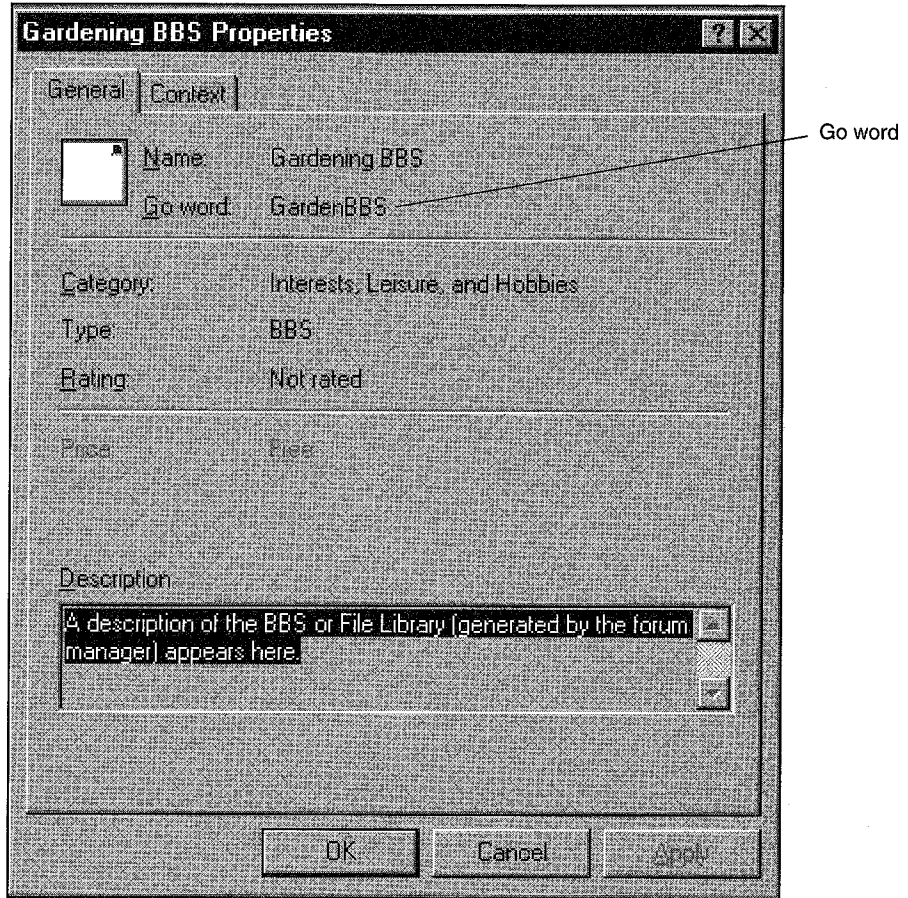 Gardening BBS Properties
General Context
Name: Gardening BBS
Go word
Go word: GardenBBS
Category: Interests, Leisure, and Hobbies
Type: BBS
Rating: Not rated
Price: Free
Description
A description of the BBS or File Library (generated by the forum
manager) appears here.
OK Cancel Apply